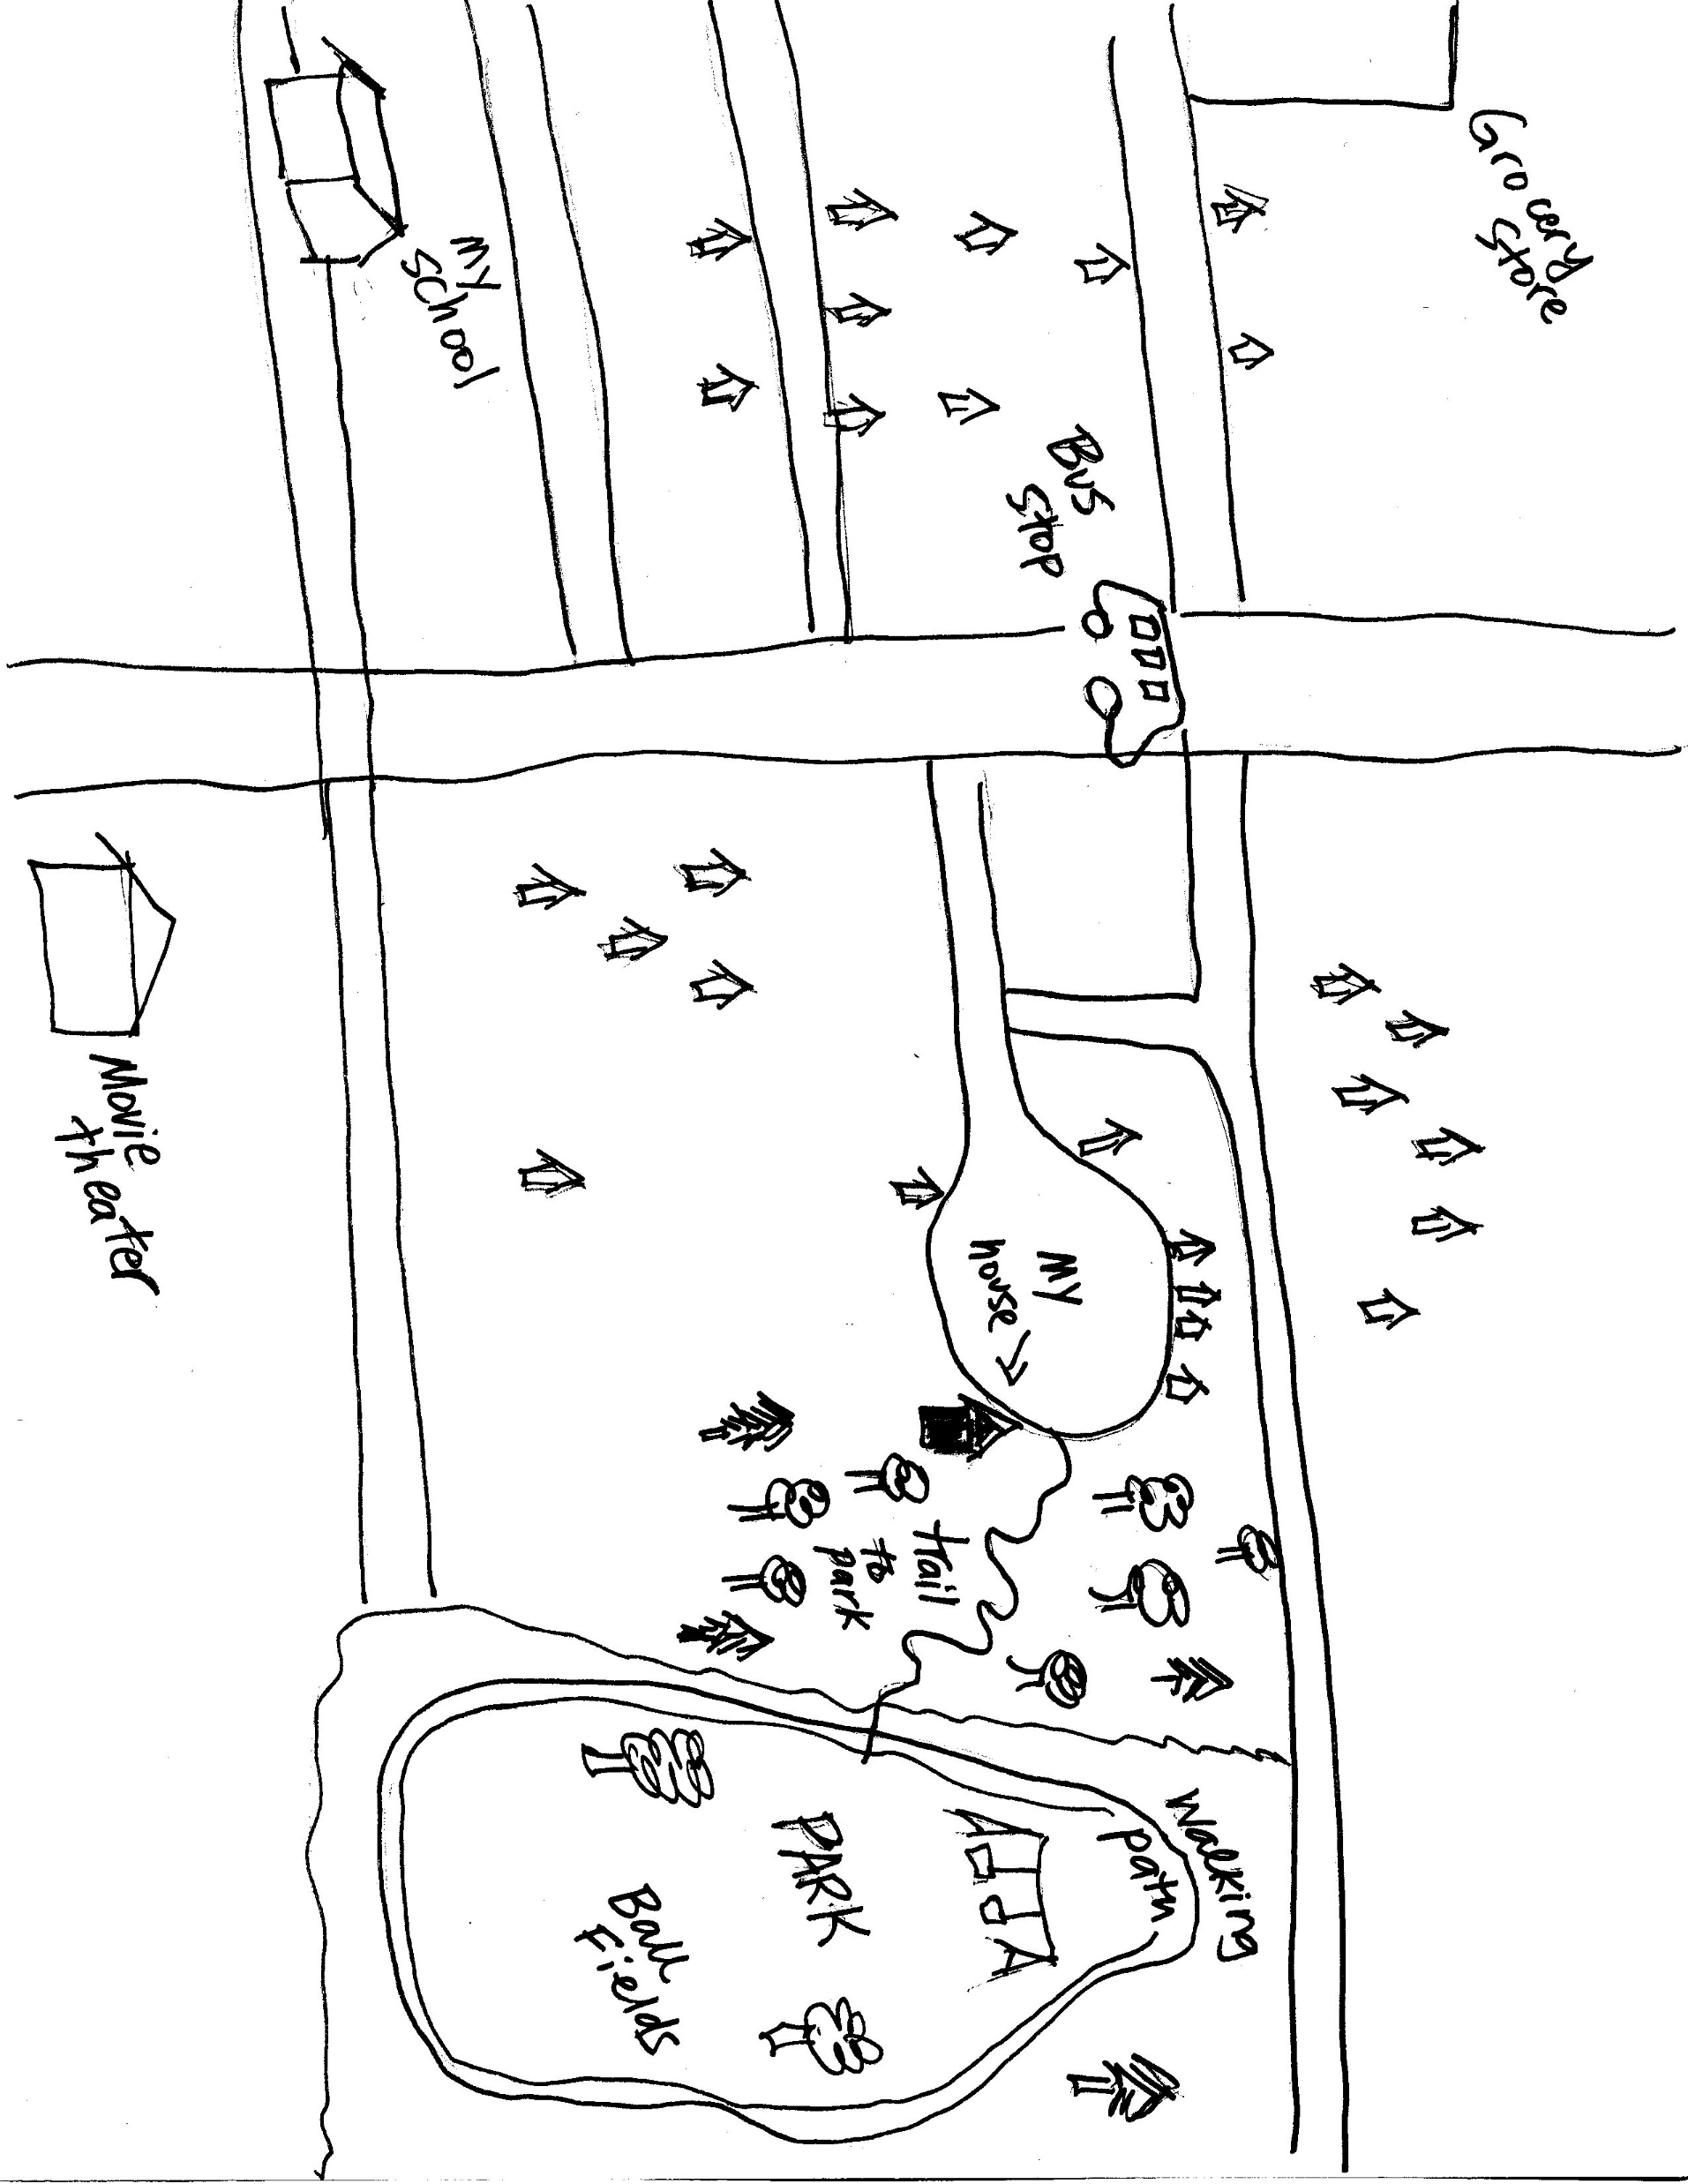 Grocery
Store
My
School
Bus
Stop
My
house
Movie
theater
trail
to
park
Walking
path
PARK
Ball
Fields